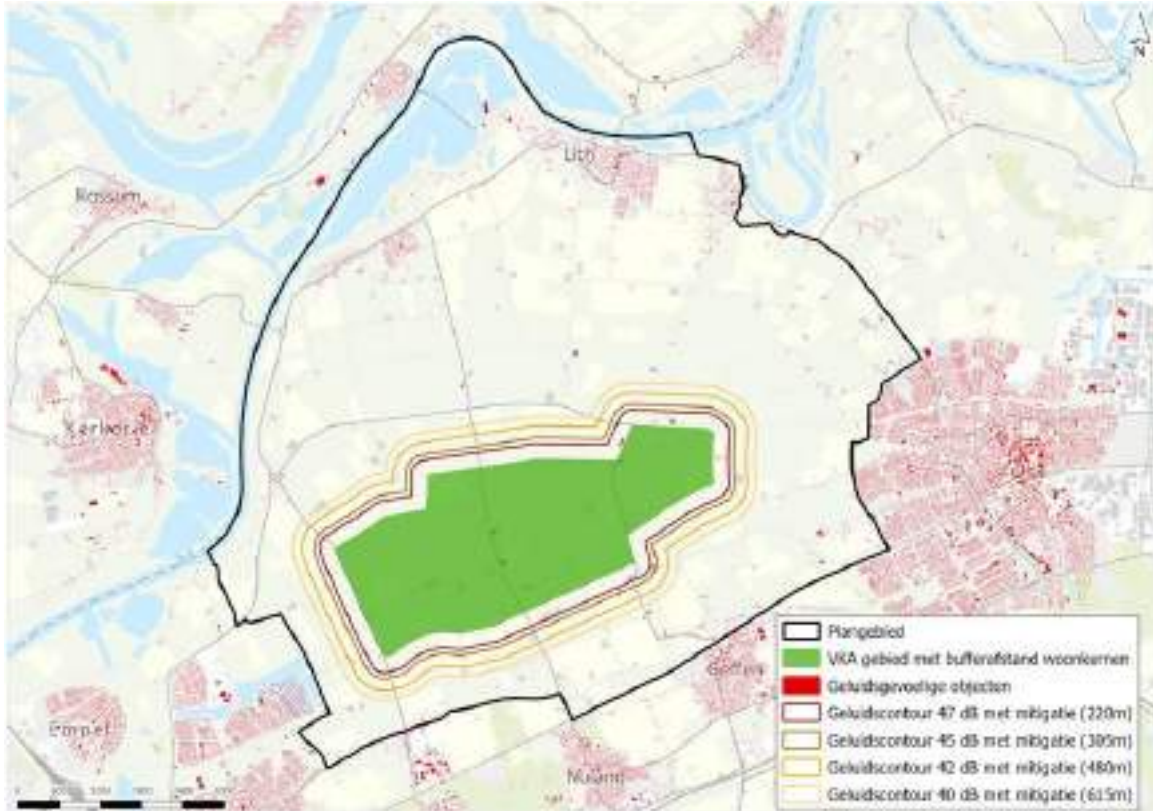 N
Lith
Rossum
Kerkdriel
Geffen
Empel
Nuland
Plangebied
VKA gebied met bufferafstand woonkernen
Geluidsgevoelige objecten
Geluidscontour 47 dB met mitigatie (220m)
Geluidscontour 45 dB met mitigatie (305m)
Geluidscontour 42 dB met mitigatie (480m)
Geluidscontour 40 dB met mitigatie (615m)
0